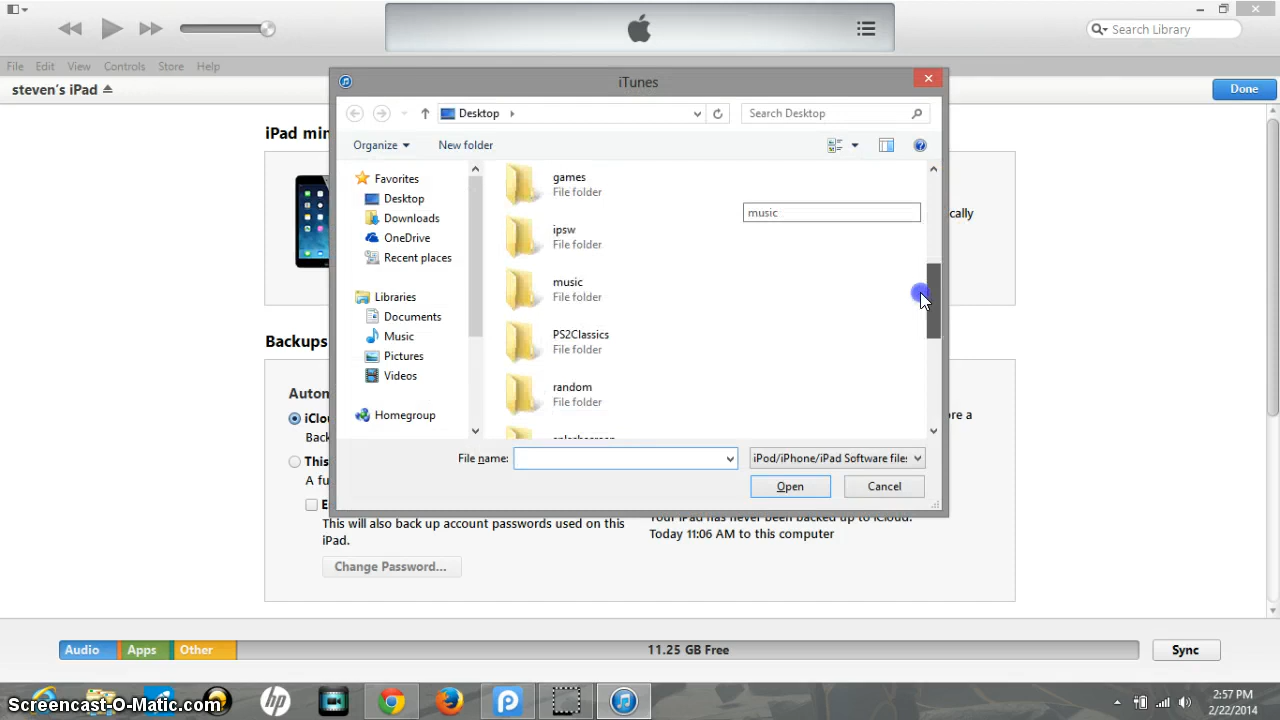 Search Library
File Edit View Controls Store Help
steven's iPad
Done
iTunes
iPad min
Desktop
Search Desktop
Organize
New folder
Favorites
Desktop
Downloads
OneDrive
Recent places
Libraries
Documents
Music
Pictures
Videos
Homegroup
games
File folder
ipsw
File folder
music
File folder
PS2Classics
File folder
random
File folder
music
cally
Backups
Autom
iClou
Back
This
A fu
E
re a
File name:
iPod/iPhone/iPad Software files
Open
Cancel
This will also back up account passwords used on this
iPad.
Change Password...
Your iPad has never been backed up to iCloud.
Today 11:06 AM to this computer
Audio
Apps
Other
11.25 GB Free
Sync
Screencast-O-Matic.com
2:57 PM
2/22/2014